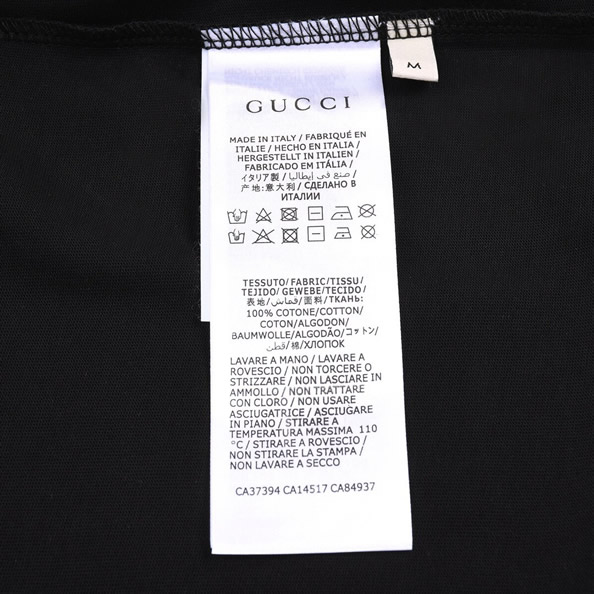 M
GUCCI
MADE IN ITALY / FABRIQUÉ EN
ITALIE / HECHO EN ITALIA /
HERGESTELLT IN ITALIEN /
FABRICADO EM ITÁLIA /
イタリア製 / صنع في إيطاليا /
产地:意大利 / СДЕЛАНО В
ИТАЛИИ
TESSUTO/ FABRIC/TISSU/
TEJIDO/ GEWEBE/TECIDO/
表地/قماش/面料/ТКАНЬ:
100% COTONE/COTTON/
COTON/ALGODON/
BAUMWOLLE/ALGODÃO/コットン/
قطن/棉/ХЛОПОК
LAVARE A MANO/ LAVARE A
ROVESCIO/ NON TORCERE O
STRIZZARE/ NON LASCIARE IN
AMMOLLO/ NON TRATTARE
CON CLORO/ NON USARE
ASCIUGATRICE/ ASCIUGARE
IN PIANO/ STIRARE A
TEMPERATURA MASSIMA 110
°C/ STIRARE A ROVESCIO/
NON STIRARE LA STAMPA/
NON LAVARE A SECCO
CA37394 CA14517 CA84937